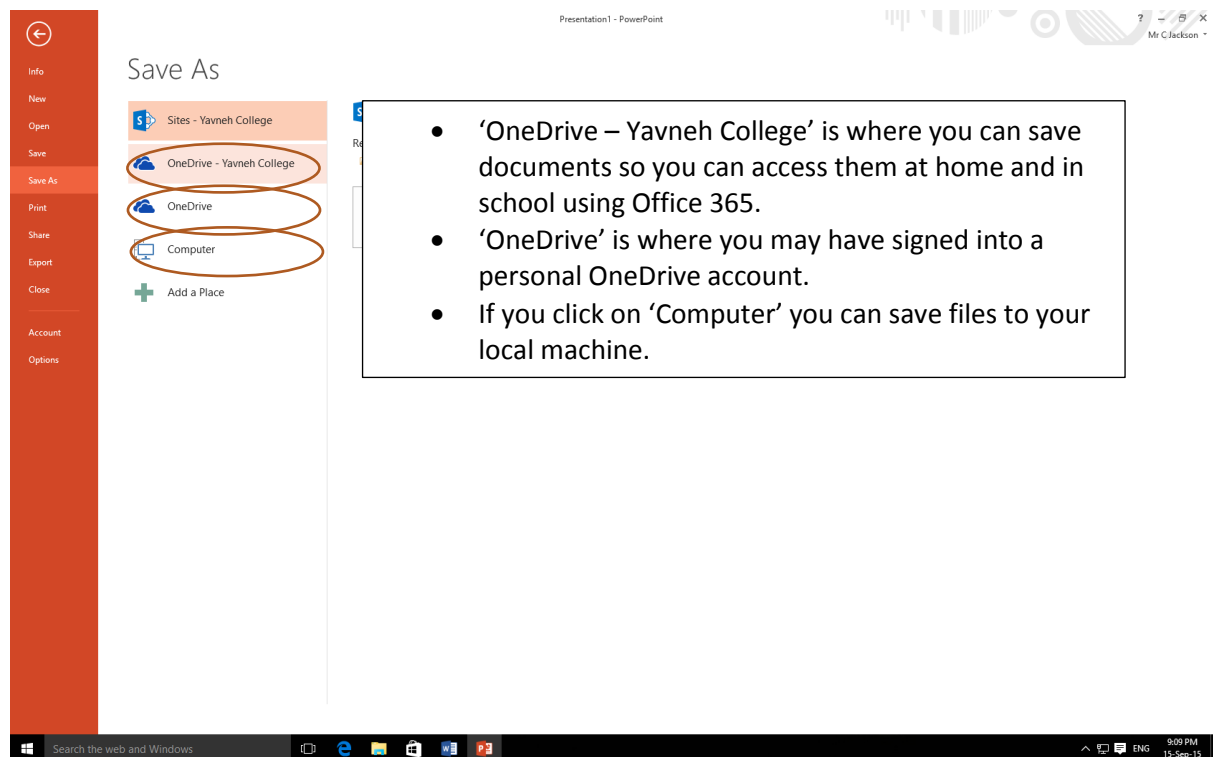 Presentation1 - PowerPoint
? 
Mr C Jackson
Info
New
Open
Save
Save As
Print
Share
Export
Close
Account
Options
Save As
Sites - Yavneh College
OneDrive - Yavneh College
OneDrive
Computer
Add a Place
• ‘OneDrive – Yavneh College’ is where you can save
documents so you can access them at home and in
school using Office 365.
• ‘OneDrive’ is where you may have signed into a
personal OneDrive account.
• If you click on ‘Computer’ you can save files to your
local machine.
Search the web and Windows
ENG
9:09 PM
15-Sep-15